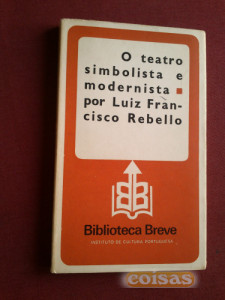 O teatro
simbolista e
modernista
por Luiz Fran-
cisco Rebello
Biblioteca Breve
INSTITUTO DE CULTURA PORTUGUESA
coisas